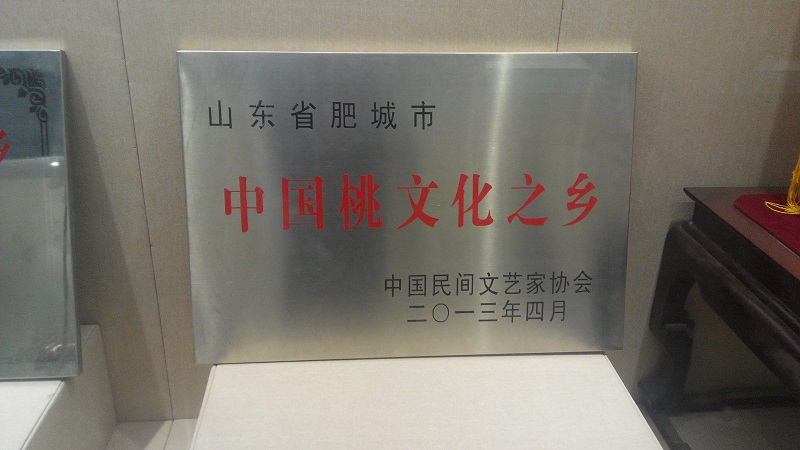 山东省肥城市
中国桃文化之乡
中国民间文艺家协会
二〇一三年四月
乡